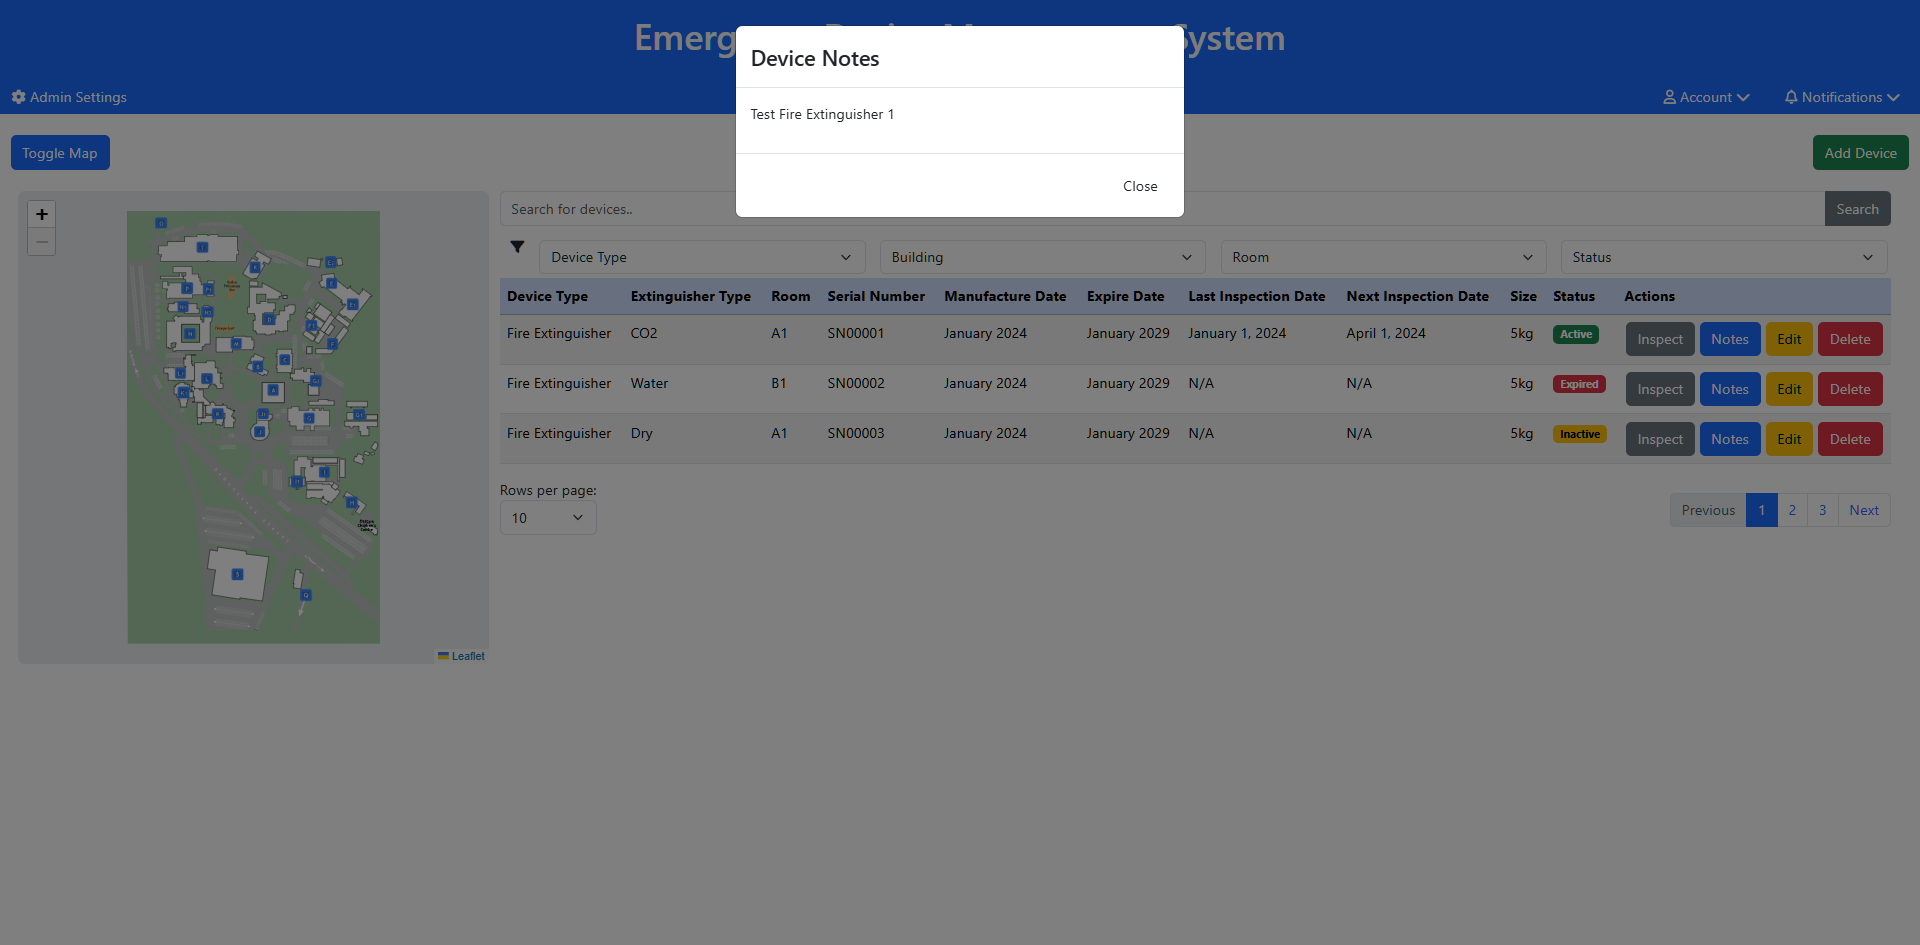 Emerg System
Device Notes
Test Fire Extinguisher 1
Close
Admin Settings
Account
Notifications
Toggle Map
Add Device
+
−
Leaflet
Search for devices..
Search
Device Type
Building
Room
Status
Device Type Extinguisher Type Room Serial Number Manufacture Date Expire Date Last Inspection Date Next Inspection Date Size Status Actions
Fire Extinguisher CO2 A1 SN00001 January 2024 January 2029 January 1, 2024 April 1, 2024 5kg Active Inspect Notes Edit Delete
Fire Extinguisher Water B1 SN00002 January 2024 January 2029 N/A N/A 5kg Expired Inspect Notes Edit Delete
Fire Extinguisher Dry A1 SN00003 January 2024 January 2029 N/A N/A 5kg Inactive Inspect Notes Edit Delete
Rows per page:
10
Previous 1 2 3 Next